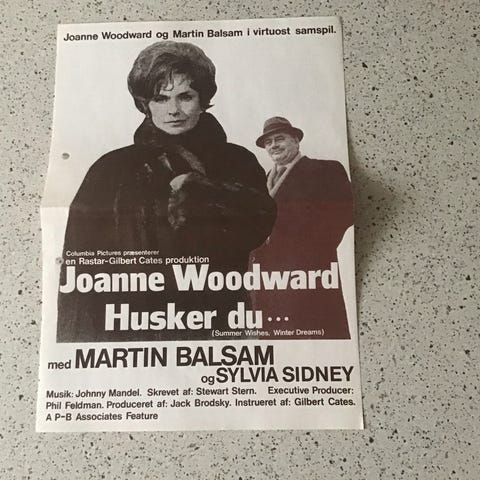 Joanne Woodward og Martin Balsam i virtuost samspil.
Columbia Pictures præsenterer
en Rastar-Gilbert Cates produktion
Joanne Woodward
Husker du...
(Summer Wishes, Winter Dreams)
med MARTIN BALSAM
og SYLVIA SIDNEY
Musik: Johnny Mandel. Skrevet af: Stewart Stern. Executive Producer:
Phil Feldman. Produceret af: Jack Brodsky. Instrueret af: Gilbert Cates.
A P-B Associates Feature